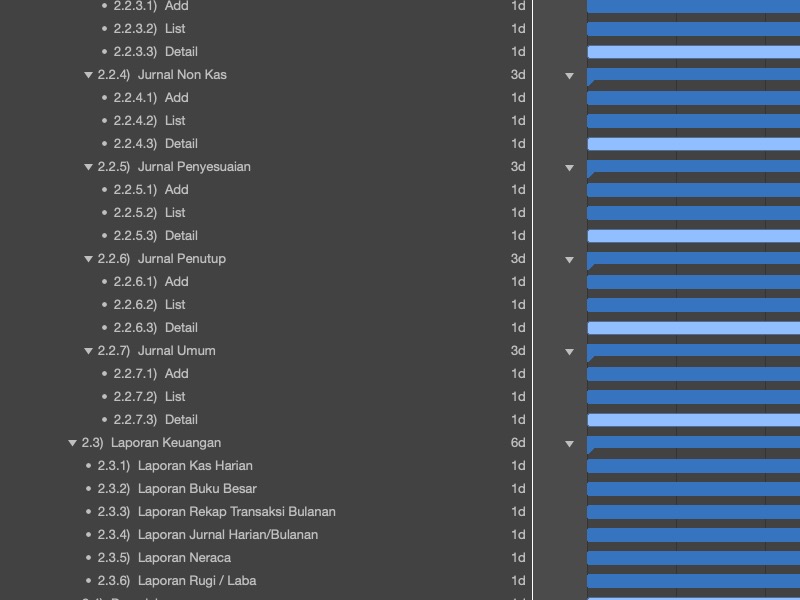 2.2.3.1) Add 1d
2.2.3.2) List 1d
2.2.3.3) Detail 1d
2.2.4) Jurnal Non Kas 3d
2.2.4.1) Add 1d
2.2.4.2) List 1d
2.2.4.3) Detail 1d
2.2.5) Jurnal Penyesuaian 3d
2.2.5.1) Add 1d
2.2.5.2) List 1d
2.2.5.3) Detail 1d
2.2.6) Jurnal Penutup 3d
2.2.6.1) Add 1d
2.2.6.2) List 1d
2.2.6.3) Detail 1d
2.2.7) Jurnal Umum 3d
2.2.7.1) Add 1d
2.2.7.2) List 1d
2.2.7.3) Detail 1d
2.3) Laporan Keuangan 6d
2.3.1) Laporan Kas Harian 1d
2.3.2) Laporan Buku Besar 1d
2.3.3) Laporan Rekap Transaksi Bulanan 1d
2.3.4) Laporan Jurnal Harian/Bulanan 1d
2.3.5) Laporan Neraca 1d
2.3.6) Laporan Rugi / Laba 1d